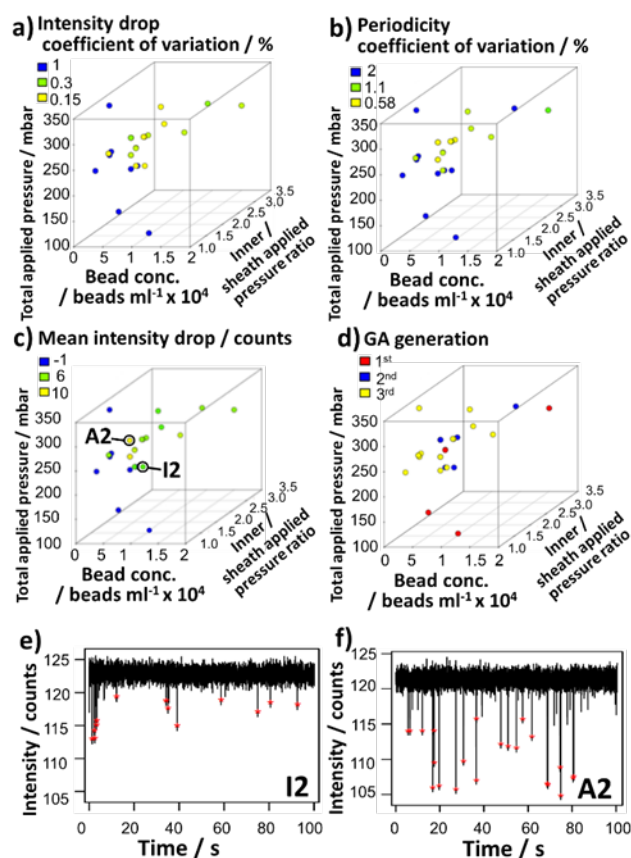 a) Intensity drop
coefficient of variation / %
1
0.3
0.15
350
300
250
200
150
100
Total applied pressure / mbar
0 0.5 1 1.5 2
Bead conc.
/ beads ml⁻¹ x 10⁴
1.0 1.5 2.0 2.5 3.0 3.5
Inner /
sheath applied
pressure ratio
b) Periodicity
coefficient of variation / %
2
1.1
0.58
350
300
250
200
150
100
Total applied pressure / mbar
0 0.5 1 1.5 2
Bead conc.
/ beads ml⁻¹ x 10⁴
1.0 1.5 2.0 2.5 3.0 3.5
Inner /
sheath applied
pressure ratio
c) Mean intensity drop / counts
-1
6
10
A2
I2
350
300
250
200
150
100
Total applied pressure / mbar
0 0.5 1 1.5 2
Bead conc.
/ beads ml⁻¹ x 10⁴
1.0 1.5 2.0 2.5 3.0 3.5
Inner /
sheath applied
pressure ratio
d) GA generation
1st
2nd
3rd
350
300
250
200
150
100
Total applied pressure / mbar
0 0.5 1 1.5 2
Bead conc.
/ beads ml⁻¹ x 10⁴
1.0 1.5 2.0 2.5 3.0 3.5
Inner /
sheath applied
pressure ratio
e)
125
120
115
110
105
Intensity / counts
I2
0 20 40 60 80 100
Time / s
f)
125
120
115
110
105
Intensity / counts
A2
0 20 40 60 80 100
Time / s